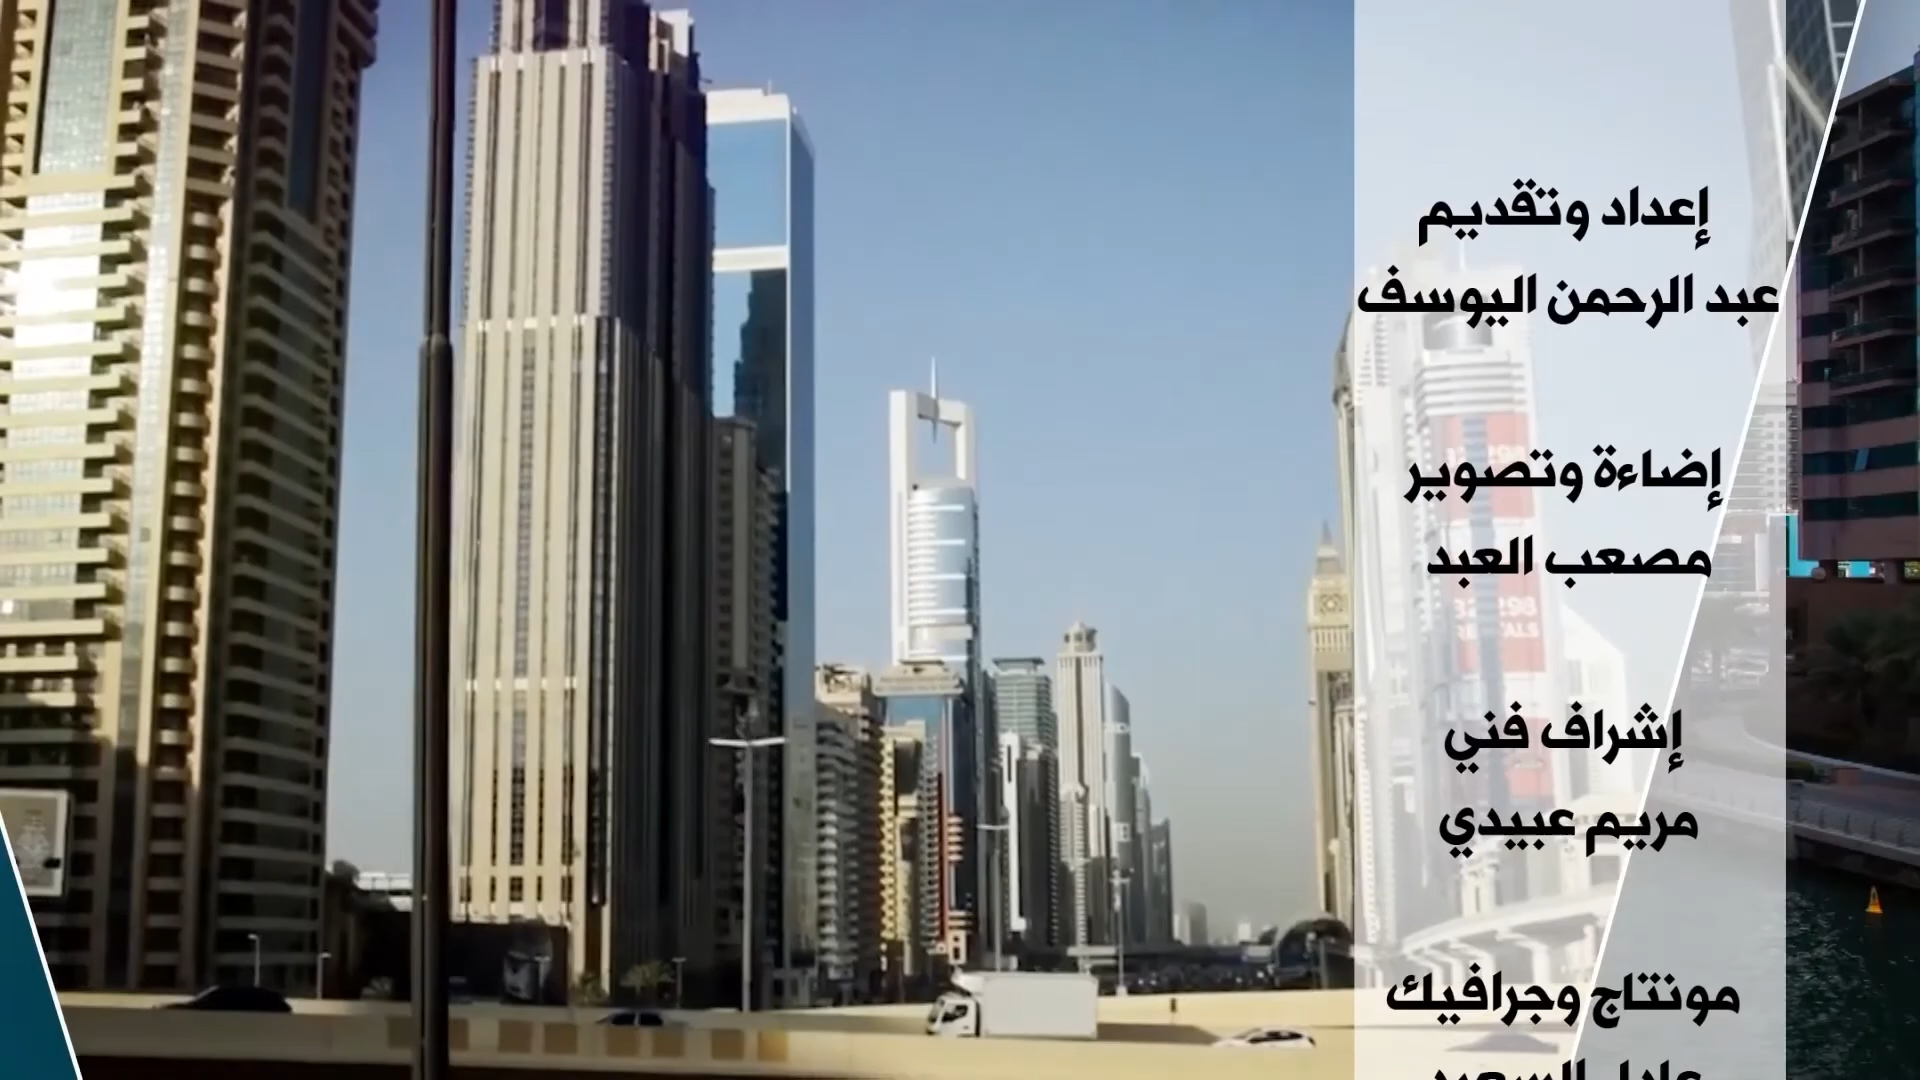 إعداد وتقديم
عبد الرحمن اليوسف
إضاءة وتصوير
مصعب العبد
إشراف فني
مريم عبيدي
مونتاج وجرافيك